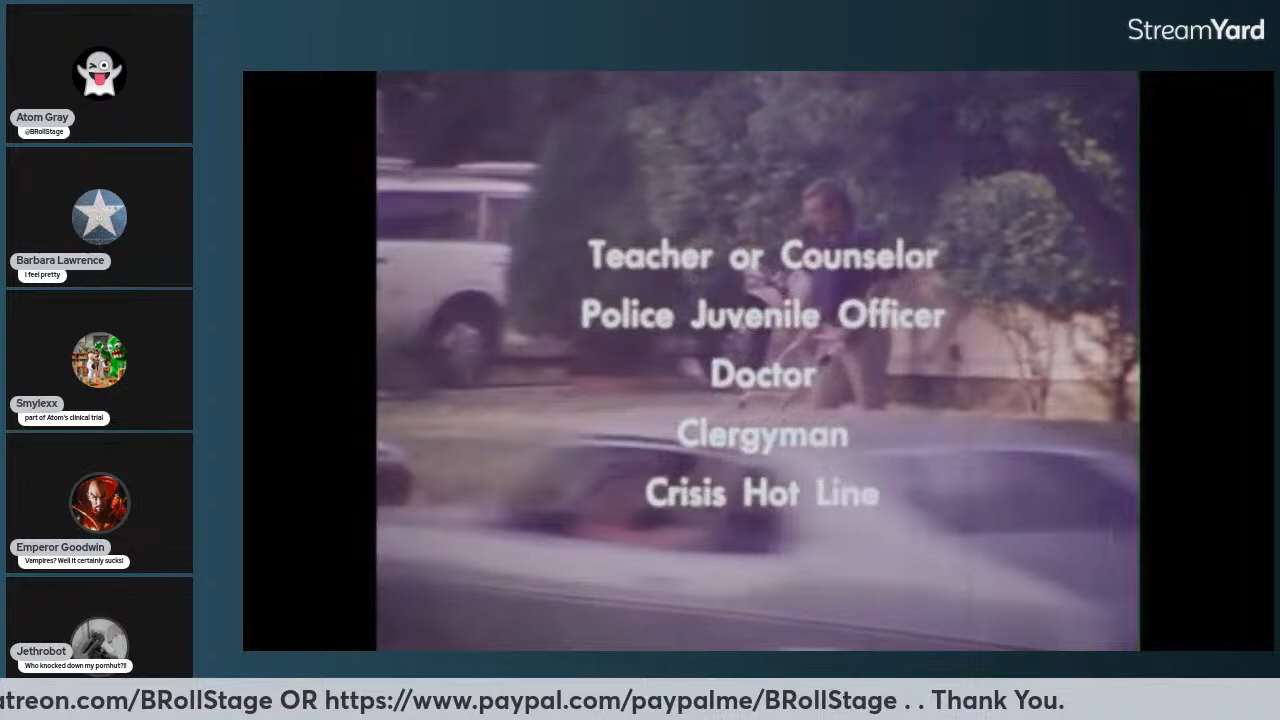 StreamYard
Atom Gray
@BRollStage
Barbara Lawrence
I feel pretty
Smylexx
part of Atom's clinical trial
Emperor Goodwin
Vampires? Well it certainly sucks!
Jethrobot
Who knocked down my pornhut?!!
Teacher or Counselor
Police Juvenile Officer
Doctor
Clergyman
Crisis Hot Line
atreon.com/BRollStage OR https://www.paypal.com/paypalme/BRollStage . . Thank You.